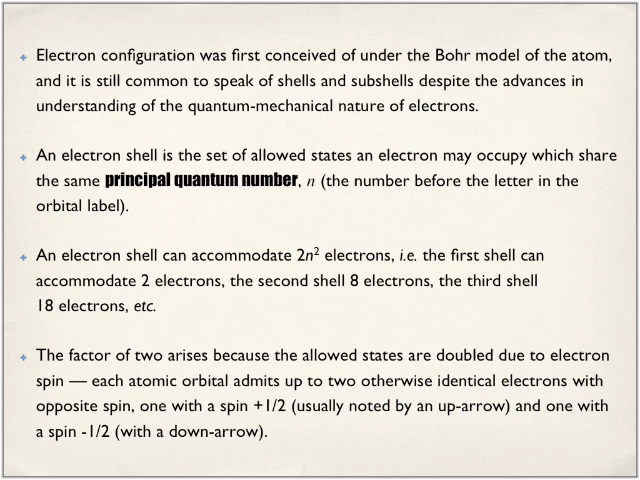 Electron configuration was first conceived of under the Bohr model of the atom,
and it is still common to speak of shells and subshells despite the advances in
understanding of the quantum-mechanical nature of electrons.
An electron shell is the set of allowed states an electron may occupy which share
the same principal quantum number, n (the number before the letter in the
orbital label).
An electron shell can accommodate 2n² electrons, i.e. the first shell can
accommodate 2 electrons, the second shell 8 electrons, the third shell
18 electrons, etc.
The factor of two arises because the allowed states are doubled due to electron
spin — each atomic orbital admits up to two otherwise identical electrons with
opposite spin, one with a spin +1/2 (usually noted by an up-arrow) and one with
a spin -1/2 (with a down-arrow).